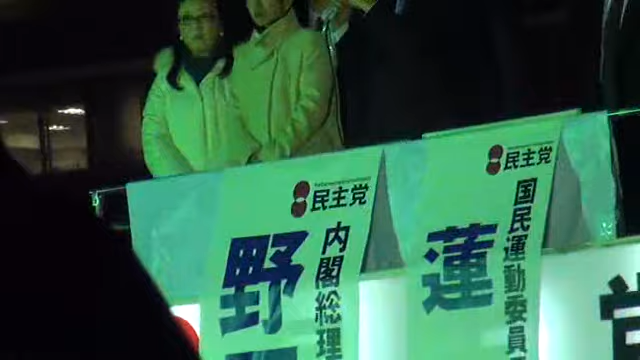 民主党
内閣総理
野
民主党
国民運動委員
蓮